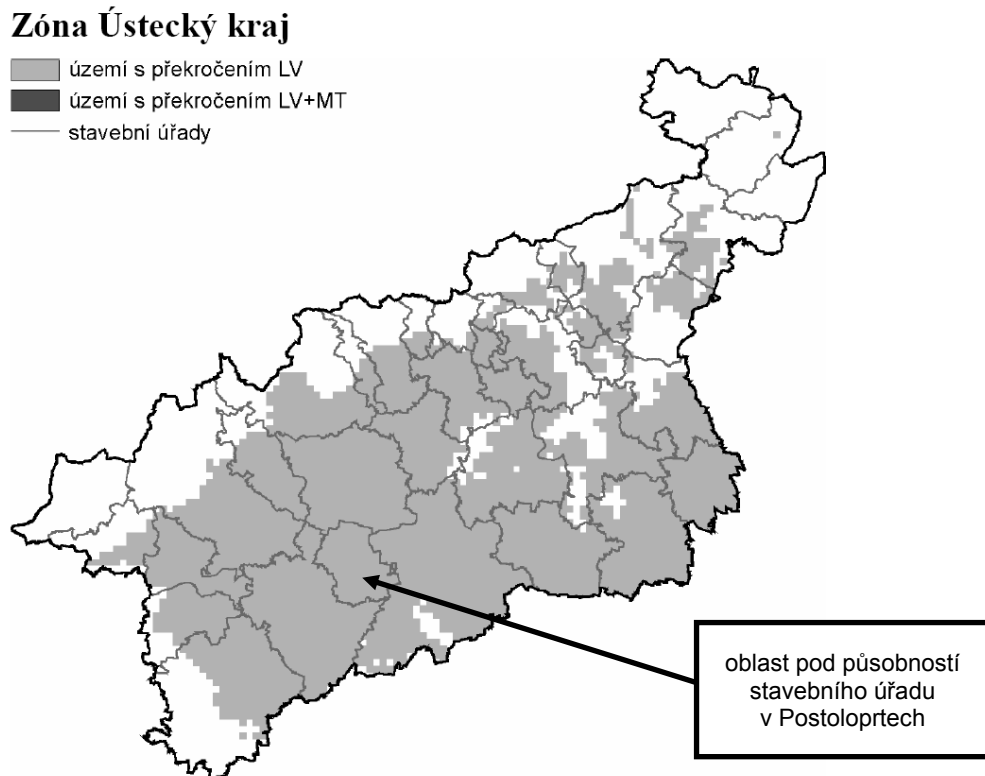 Zóna Ústecký kraj
území s překročením LV
území s překročením LV+MT
stavební úřady
oblast pod působností
stavebního úřadu
v Postoloprtech